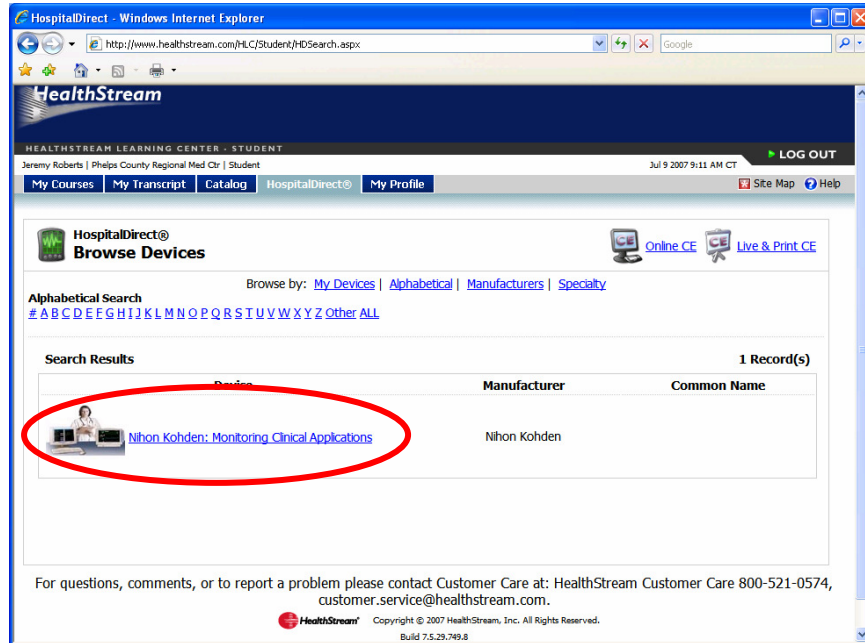 HospitalDirect - Windows Internet Explorer
http://www.healthstream.com/HLC/Student/HDSearch.aspx
Google
HealthStream
HEALTHSTREAM LEARNING CENTER - STUDENT
LOG OUT
Jeremy Roberts | Phelps County Regional Med Ctr | Student
Jul 9 2007 9:11 AM CT
My Courses My Transcript Catalog HospitalDirect® My Profile Site Map Help
HospitalDirect®
Browse Devices
Online CE Live & Print CE
Browse by: My Devices | Alphabetical | Manufacturers | Specialty
Alphabetical Search
# A B C D E F G H I J K L M N O P Q R S T U V W X Y Z Other ALL
Search Results 1 Record(s)
Device Manufacturer Common Name
Nihon Kohden: Monitoring Clinical Applications Nihon Kohden
For questions, comments, or to report a problem please contact Customer Care at: HealthStream Customer Care 800-521-0574,
customer.service@healthstream.com.
HealthStream Copyright © 2007 HealthStream, Inc. All Rights Reserved.
Build 7.5.29.749.8